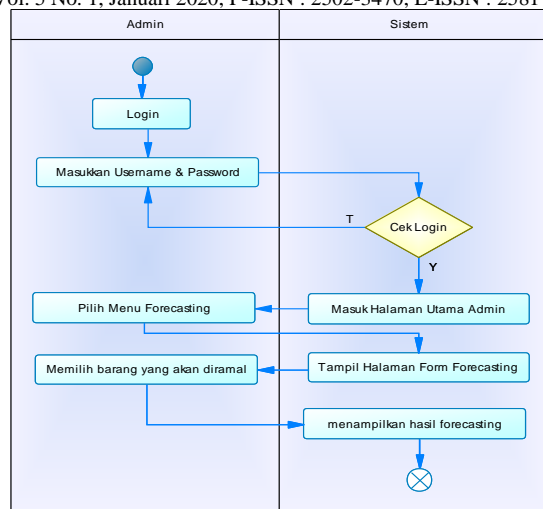 Vol. 5 No. 1, Januari 2020, P-ISSN : 2502-3470, E-ISSN : 2581
Admin
Sistem
Login
Masukkan Username & Password
T
Cek Login
Y
Pilih Menu Forecasting
Masuk Halaman Utama Admin
Memilih barang yang akan diramal
Tampil Halaman Form Forecasting
menampilkan hasil forecasting